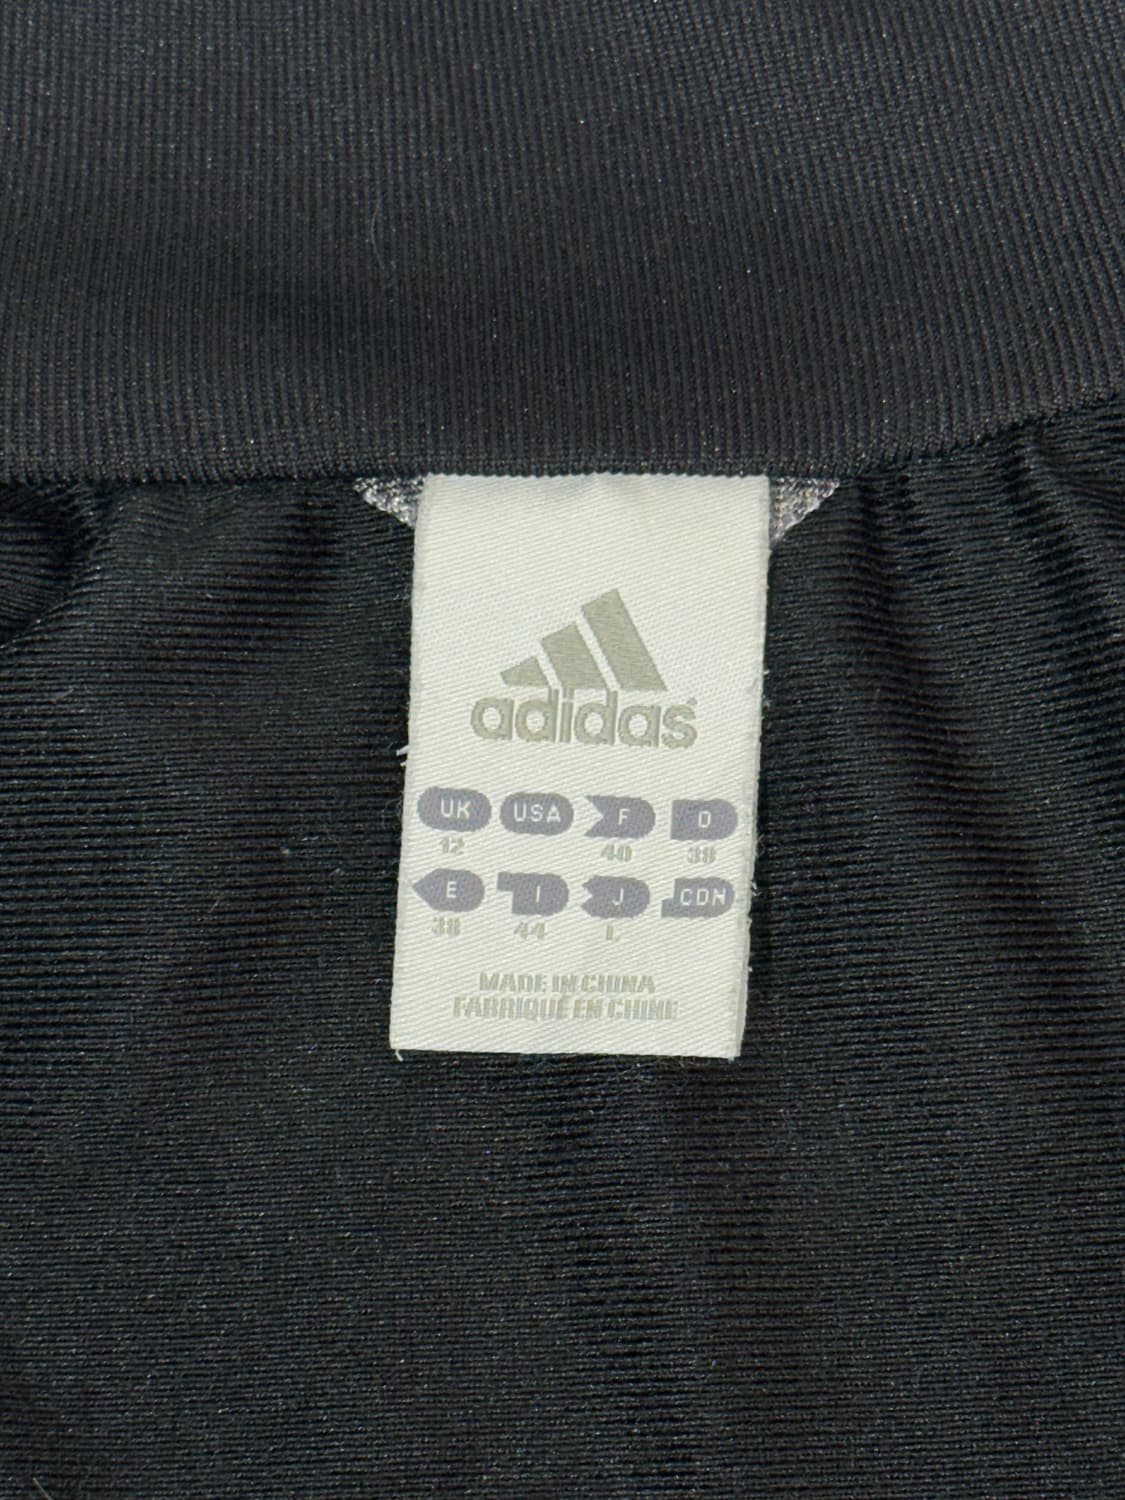 adidas
UK USA F D
12 40 38
E I J CDN
38 44 L
MADE IN CHINA
FABRIQUÉ EN CHINE